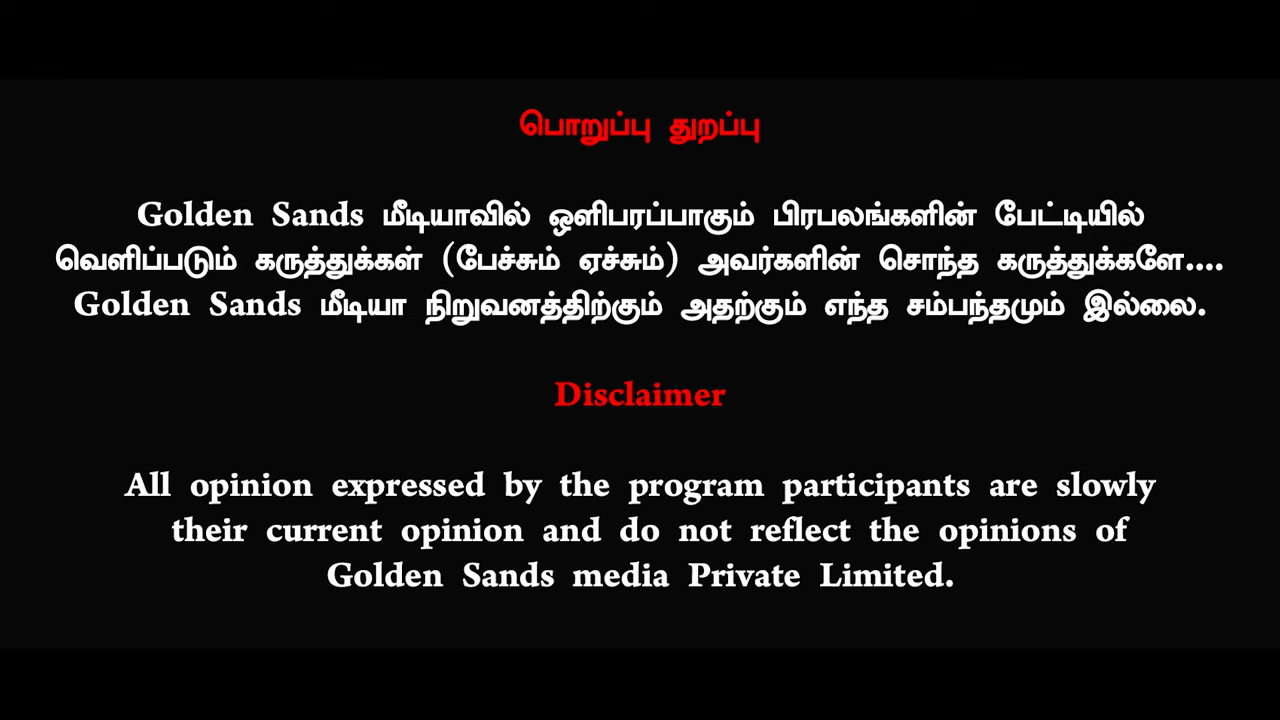 பொறுப்பு துறப்பு
Golden Sands மீடியாவில் ஒளிபரப்பாகும் பிரபலங்களின் பேட்டியில்
வெளிப்படும் கருத்துக்கள் (பேச்சும் ஏச்சும்) அவர்களின் சொந்த கருத்துக்களே....
Golden Sands மீடியா நிறுவனத்திற்கும் அதற்கும் எந்த சம்பந்தமும் இல்லை.
Disclaimer
All opinion expressed by the program participants are slowly
their current opinion and do not reflect the opinions of
Golden Sands media Private Limited.